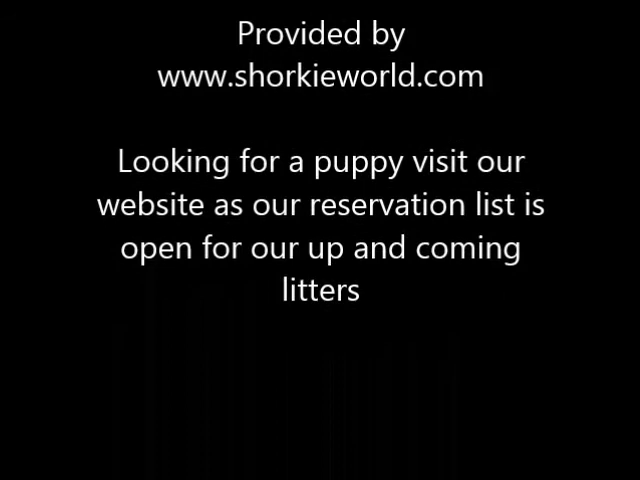 Provided by
www.shorkieworld.com
Looking for a puppy visit our
website as our reservation list is
open for our up and coming
litters